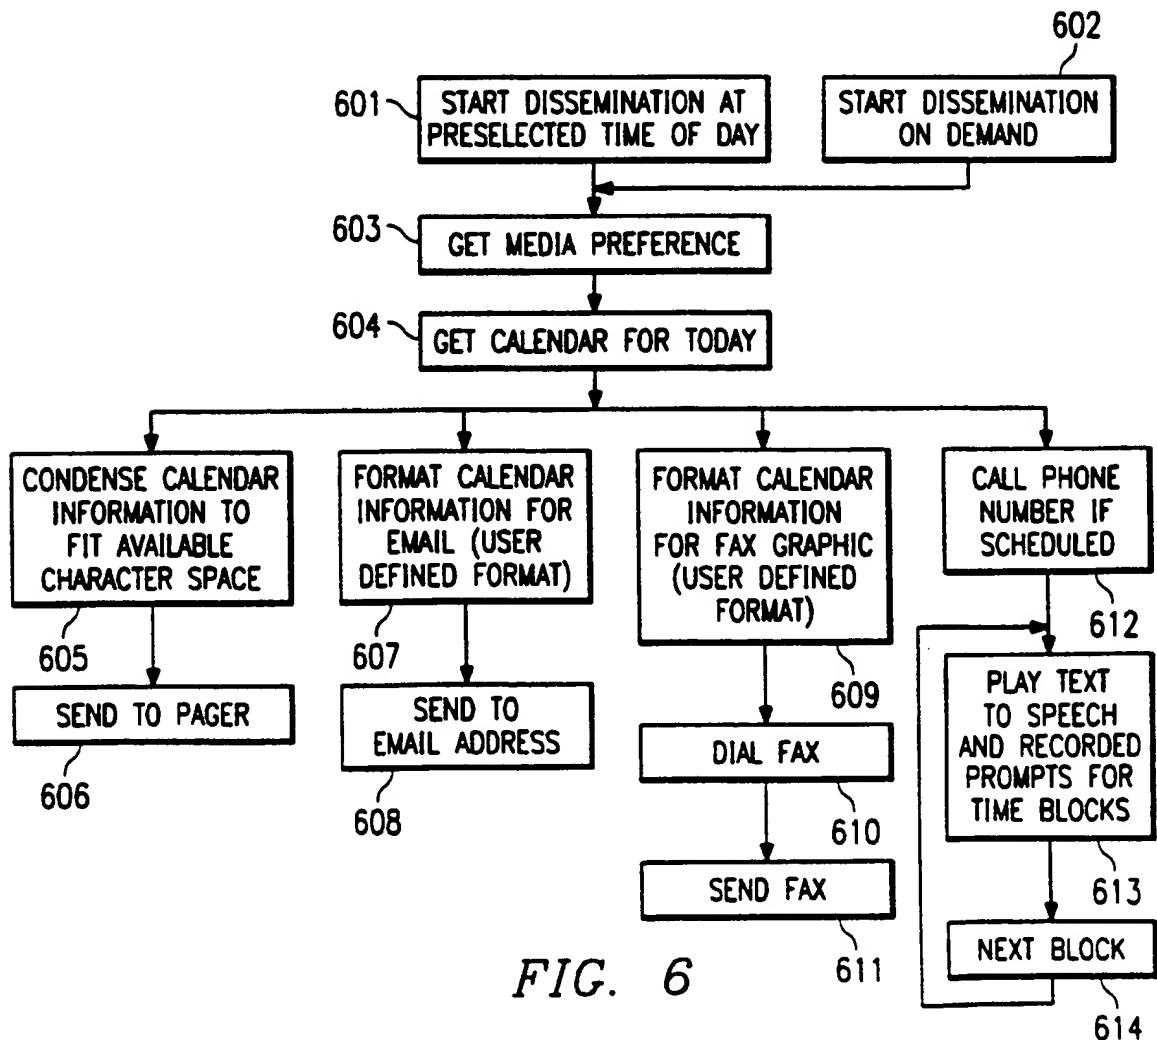 602
601
START DISSEMINATION AT
PRESELECTED TIME OF DAY
START DISSEMINATION
ON DEMAND
603
GET MEDIA PREFERENCE
604
GET CALENDAR FOR TODAY
CONDENSE CALENDAR
INFORMATION TO
FIT AVAILABLE
CHARACTER SPACE
605
SEND TO PAGER
606
FORMAT CALENDAR
INFORMATION FOR
EMAIL (USER
DEFINED FORMAT)
607
SEND TO
EMAIL ADDRESS
608
FORMAT CALENDAR
INFORMATION
FOR FAX GRAPHIC
(USER DEFINED
FORMAT)
609
DIAL FAX
610
SEND FAX
611
CALL PHONE
NUMBER IF
SCHEDULED
612
PLAY TEXT
TO SPEECH
AND RECORDED
PROMPTS FOR
TIME BLOCKS
613
NEXT BLOCK
614
FIG. 6